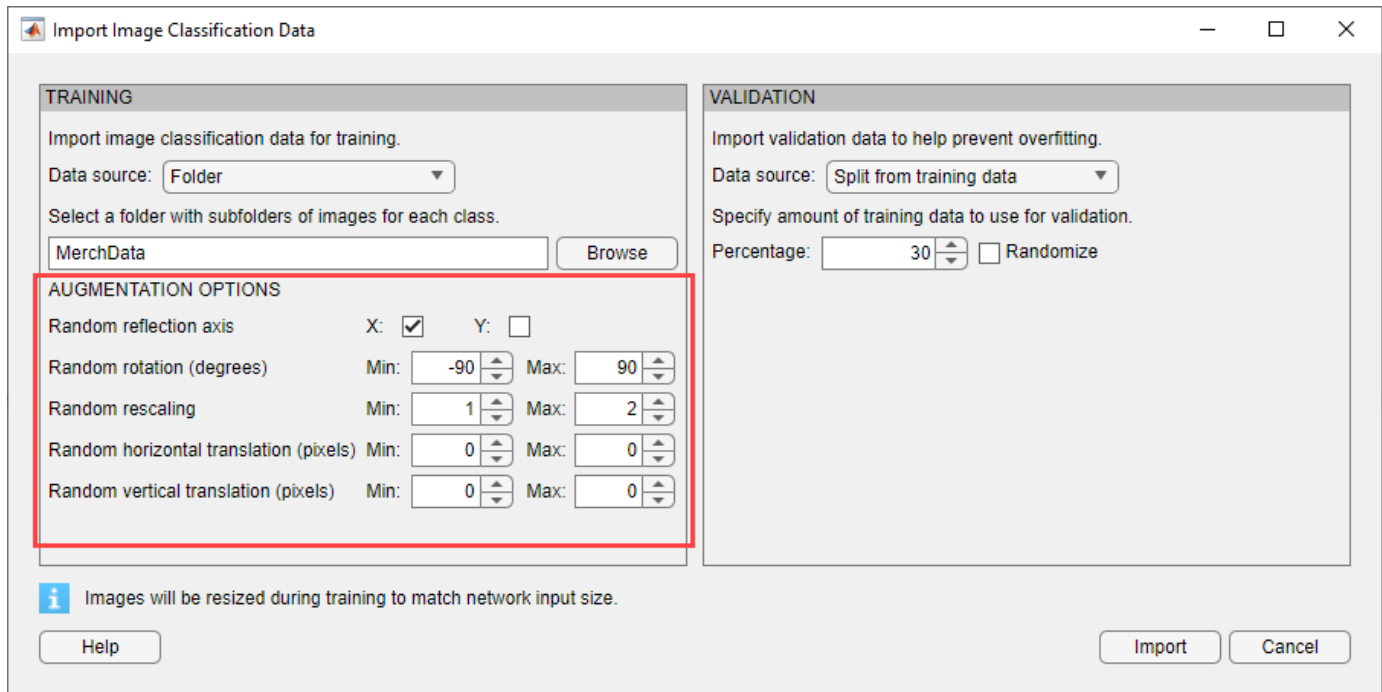 Import Image Classification Data
TRAINING
Import image classification data for training.
Data source: Folder
Select a folder with subfolders of images for each class.
MerchData Browse
AUGMENTATION OPTIONS
Random reflection axis X: Y:
Random rotation (degrees) Min: -90 Max: 90
Random rescaling Min: 1 Max: 2
Random horizontal translation (pixels) Min: 0 Max: 0
Random vertical translation (pixels) Min: 0 Max: 0
VALIDATION
Import validation data to help prevent overfitting.
Data source: Split from training data
Specify amount of training data to use for validation.
Percentage: 30 Randomize
Images will be resized during training to match network input size.
Help Import Cancel